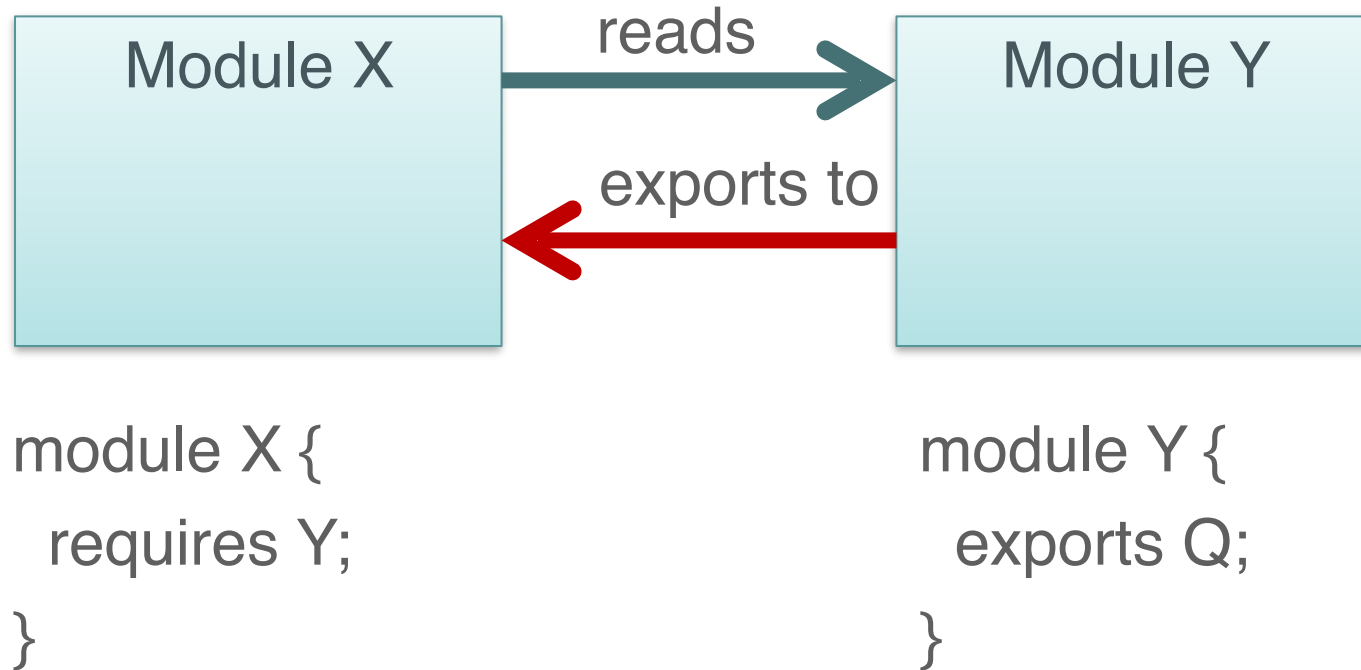 Module X
reads
Module Y
exports to
module X {
requires Y;
}
module Y {
exports Q;
}